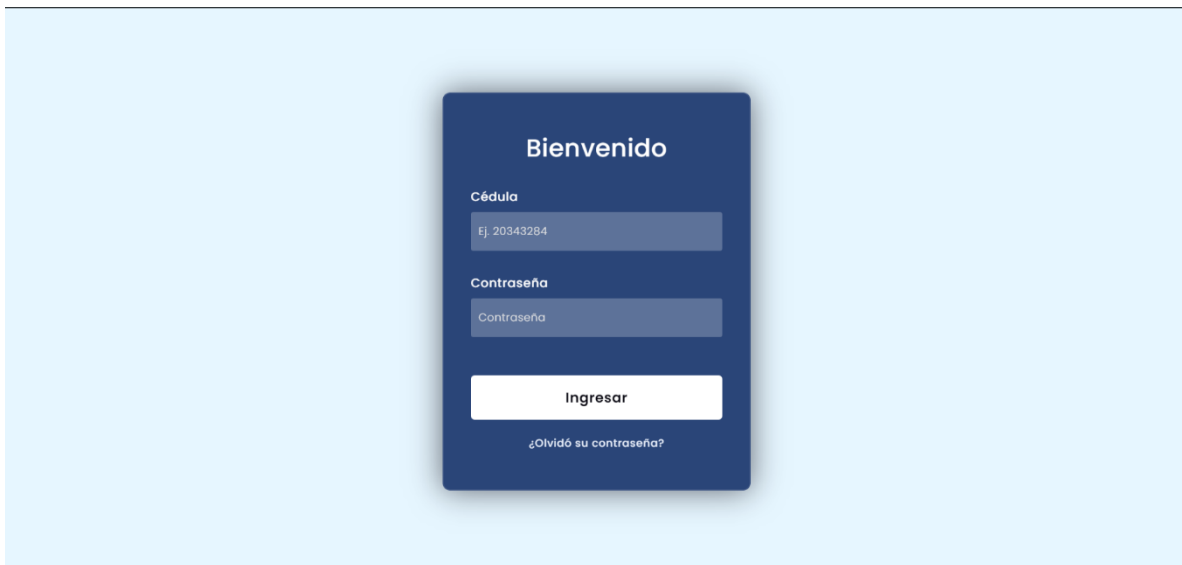 Bienvenido
Cédula
Ej. 20343284
Contraseña
Contraseña
Ingresar
¿Olvidó su contraseña?